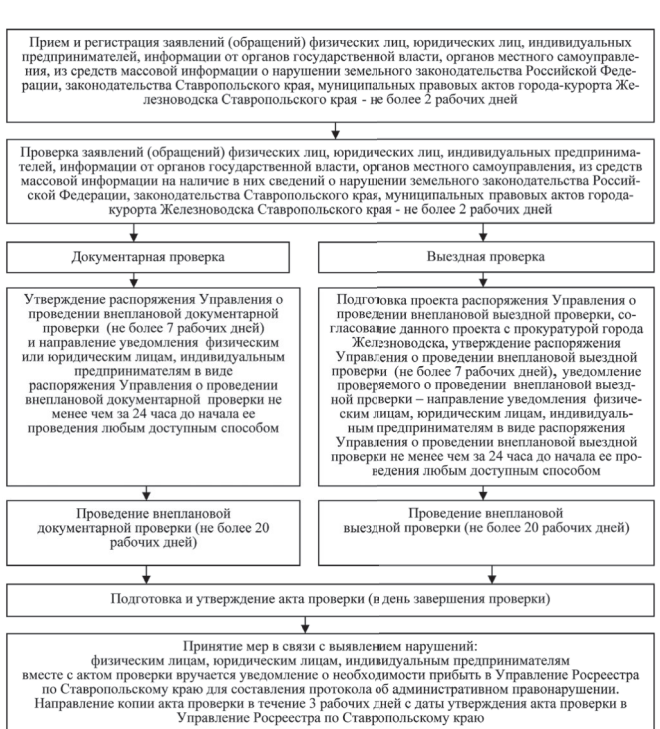 Прием и регистрация заявлений (обращений) физических лиц, юридических лиц, индивидуальных
предпринимателей, информации от органов государственной власти, органов местного самоуправле-
ния, из средств массовой информации о нарушении земельного законодательства Российской Феде-
рации, законодательства Ставропольского края, муниципальных правовых актов города-курорта Же-
лезноводска Ставропольского края - не более 2 рабочих дней
Проверка заявлений (обращений) физических лиц, юридических лиц, индивидуальных предпринима-
телей, информации от органов государственной власти, органов местного самоуправления, из средств
массовой информации на наличие в них сведений о нарушении земельного законодательства Россий-
ской Федерации, законодательства Ставропольского края, муниципальных правовых актов города-
курорта Железноводска Ставропольского края - не более 2 рабочих дней
Документарная проверка
Утверждение распоряжения Управления о
проведении внеплановой документарной
проверки (не более 7 рабочих дней)
и направление уведомления физическим
или юридическим лицам, индивидуальным
предпринимателям в виде
распоряжения Управления о проведении
внеплановой документарной проверки не
менее чем за 24 часа до начала ее
проведения любым доступным способом
Проведение внеплановой
документарной проверки (не более 20
рабочих дней)
Выездная проверка
Подготовка проекта распоряжения Управления о
проведении внеплановой выездной проверки, со-
гласование данного проекта с прокуратурой города
Железноводска, утверждение распоряжения
Управления о проведении внеплановой выездной
проверки (не более 7 рабочих дней), уведомление
проверяемого о проведении внеплановой выезд-
ной проверки – направление уведомления физиче-
ским лицам, юридическим лицам, индивидуаль-
ным предпринимателям в виде распоряжения
Управления о проведении внеплановой выездной
проверки не менее чем за 24 часа до начала ее про-
ведения любым доступным способом
Проведение внеплановой
выездной проверки (не более 20 рабочих дней)
Подготовка и утверждение акта проверки (в день завершения проверки)
Принятие мер в связи с выявлением нарушений:
физическим лицам, юридическим лицам, индивидуальным предпринимателям
вместе с актом проверки вручается уведомление о необходимости прибыть в Управление Росреестра
по Ставропольскому краю для составления протокола об административном правонарушении.
Направление копии акта проверки в течение 3 рабочих дней с даты утверждения акта проверки в
Управление Росреестра по Ставропольскому краю